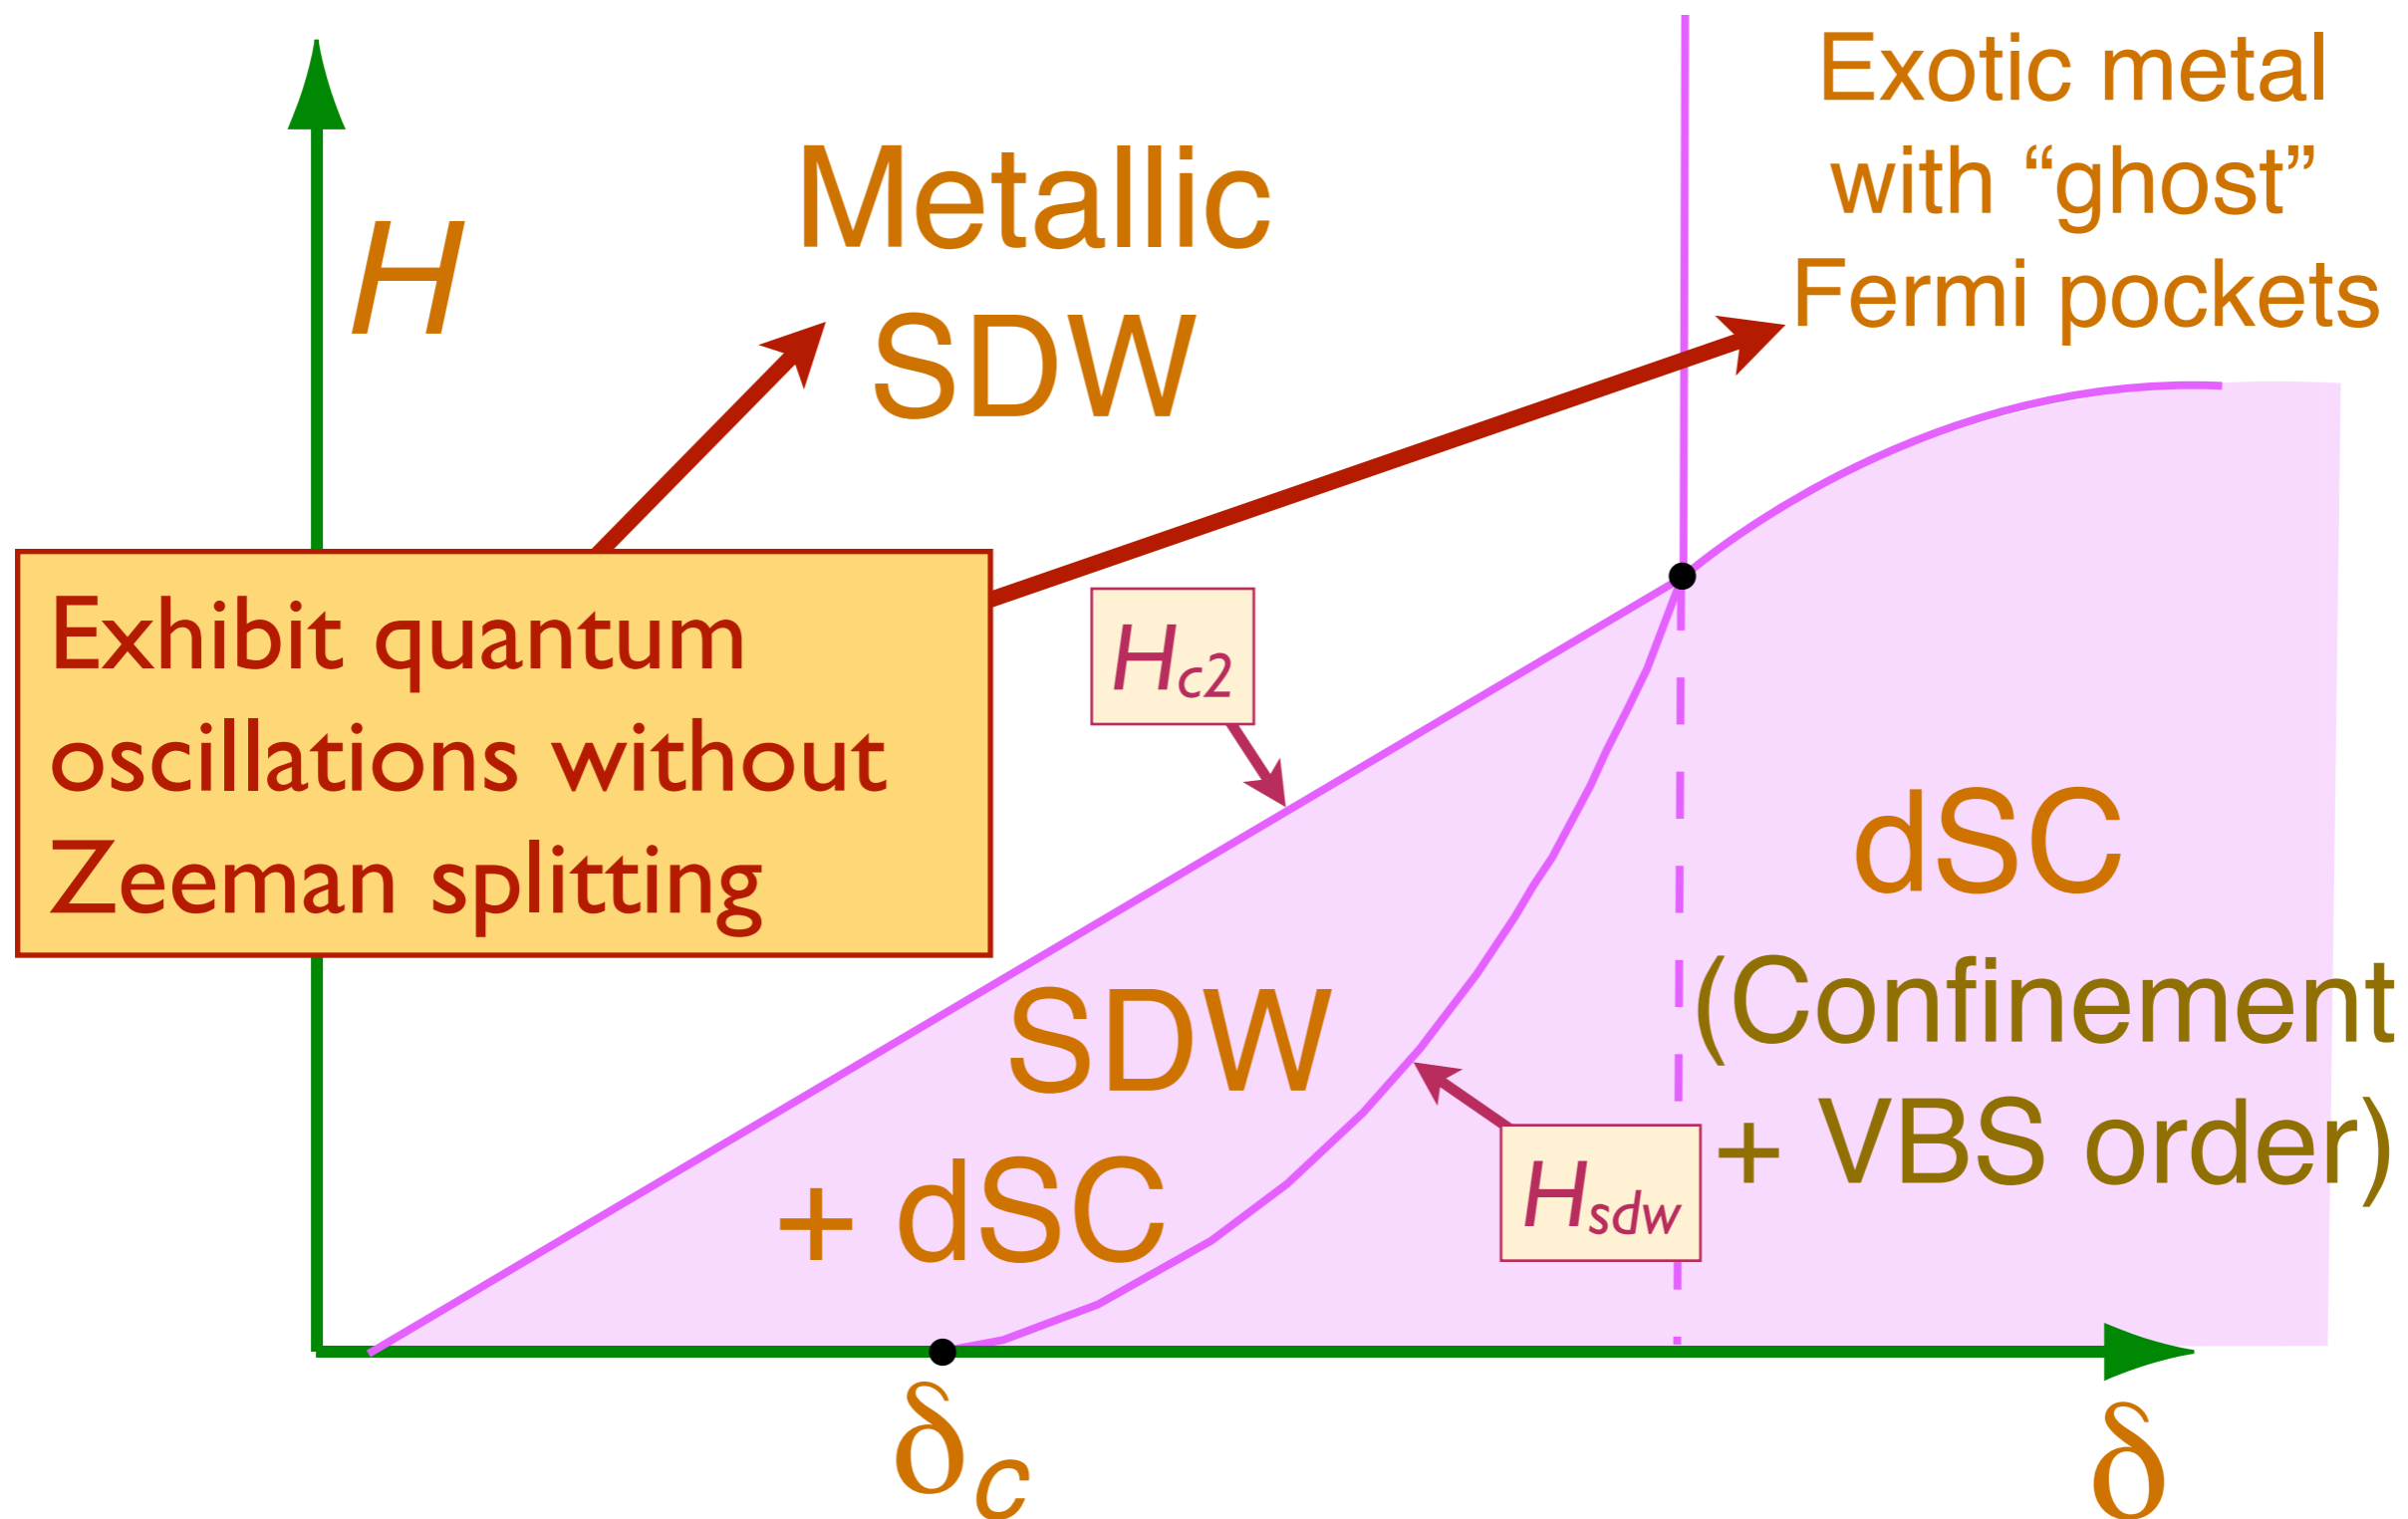 Exotic metal
with “ghost”
Fermi pockets
Metallic
SDW
H
Exhibit quantum
oscillations without
Zeeman splitting
Hc2
dSC
(Confinement
+ VBS order)
SDW
+ dSC
Hsdw
δc
δ